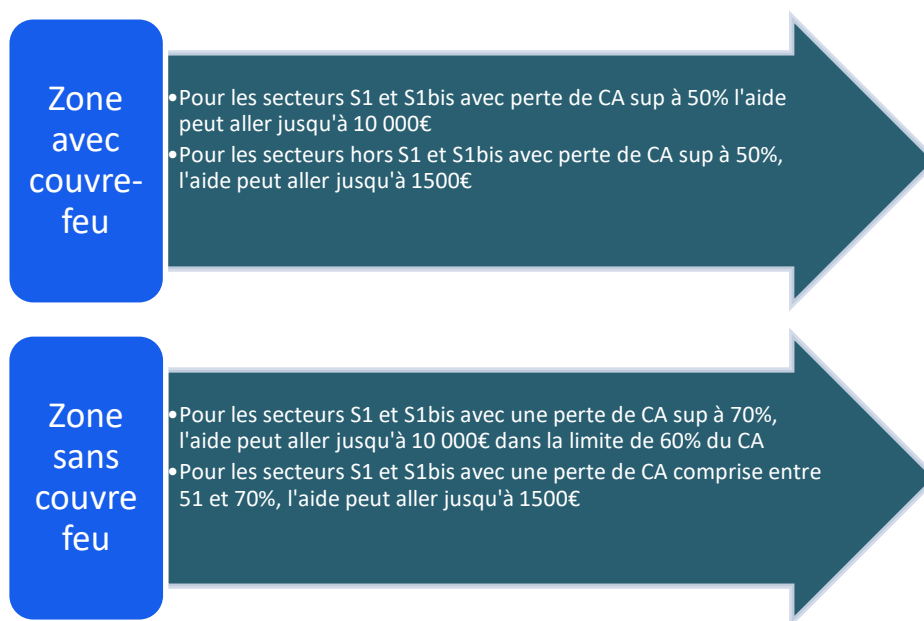 Zone
avec
couvre-
feu
•Pour les secteurs S1 et S1bis avec perte de CA sup à 50% l'aide
peut aller jusqu'à 10 000€
•Pour les secteurs hors S1 et S1bis avec perte de CA sup à 50%,
l'aide peut aller jusqu'à 1500€
Zone
sans
couvre
feu
•Pour les secteurs S1 et S1bis avec une perte de CA sup à 70%,
l'aide peut aller jusqu'à 10 000€ dans la limite de 60% du CA
•Pour les secteurs S1 et S1bis avec une perte de CA comprise entre
51 et 70%, l'aide peut aller jusqu'à 1500€